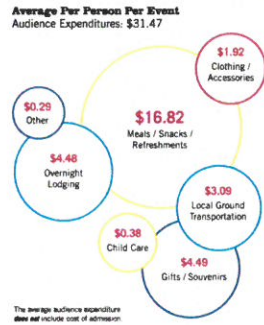 Average Per Person Per Event
Audience Expenditures: $31.47
$1.92
Clothing /
Accessories
$0.29
Other
$16.82
Meals / Snacks /
Refreshments
$4.48
Overnight
Lodging
$3.09
Local Ground
Transportation
$0.38
Child Care
$4.49
Gifts / Souvenirs
The average audience expenditure
does not include cost of admission.